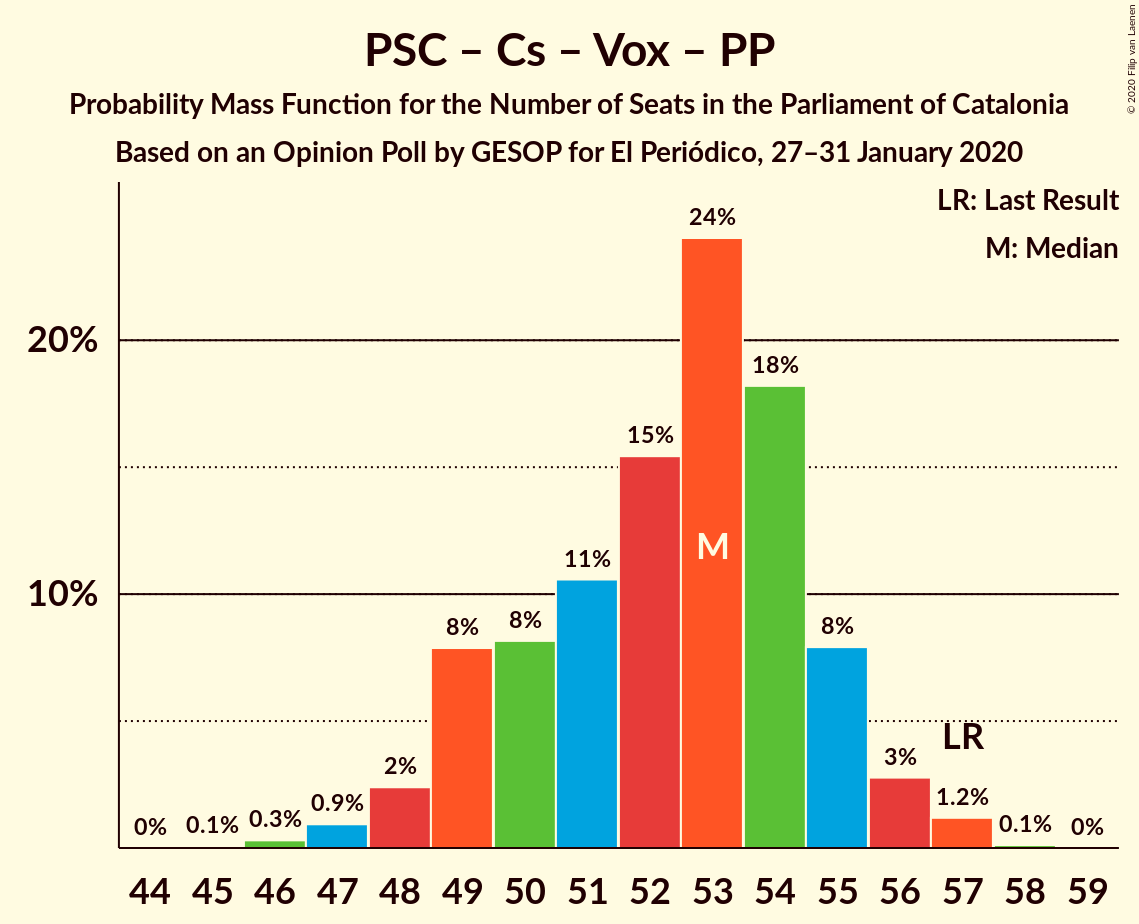 PSC – Cs – Vox – PP
Probability Mass Function for the Number of Seats in the Parliament of Catalonia
Based on an Opinion Poll by GESOP for El Periódico, 27–31 January 2020
© 2020 Filip van Laenen
LR: Last Result
M: Median
24%
20%
18%
15%
M
11%
10%
8%
8%
8%
LR
3%
2%
1.2%
0.9%
0.3%
0.1%
0%
0.1%
0%
44 45 46 47 48 49 50 51 52 53 54 55 56 57 58 59